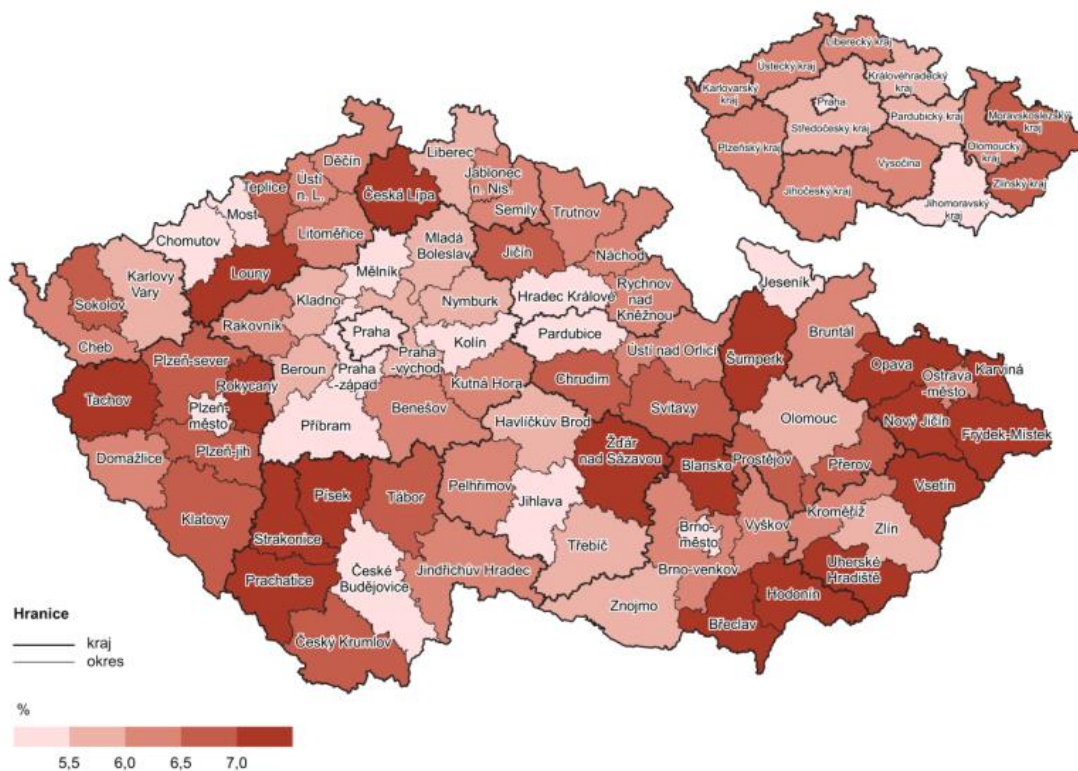 Liberecký kraj
Ústecký kraj
Karlovarský
kraj
Královéhradecký
kraj
Praha
Středočeský kraj
Pardubický kraj
Moravskoslezský
kraj
Olomoucký
kraj
Plzeňský kraj
Vysočina
Zlínský kraj
Jihočeský kraj
Jihomoravský
kraj
Děčín
Liberec
Ústí
n. L.
Teplice
Česká Lípa
Jablonec
n. Nis.
Most
Semily
Trutnov
Chomutov
Litoměřice
Mladá
Boleslav
Jičín
Náchod
Karlovy
Vary
Louny
Mělník
Jeseník
Sokolov
Kladno
Nymburk
Hradec Králové
Rychnov
nad
Kněžnou
Rakovník
Praha
Kolín
Pardubice
Bruntál
Cheb
Plzeň-sever
Beroun
Praha
-západ
Praha
-východ
Ústí nad Orlicí
Šumperk
Opava
Karviná
Ostrava
-město
Tachov
Rokycany
Kutná Hora
Chrudim
Plzeň-
město
Benešov
Svitavy
Nový Jičín
Příbram
Havlíčkův Brod
Olomouc
Frýdek-Místek
Domažlice
Plzeň-jih
Žďár
nad Sázavou
Blansko
Prostějov
Přerov
Klatovy
Písek
Tábor
Pelhřimov
Jihlava
Vsetín
Kroměříž
Strakonice
Brno-
město
Vyškov
Zlín
Třebíč
Prachatice
České
Budějovice
Jindřichův Hradec
Brno-venkov
Uherské
Hradiště
Hodonín
Znojmo
Břeclav
Český Krumlov
Hranice
kraj
okres
%
5,5 6,0 6,5 7,0